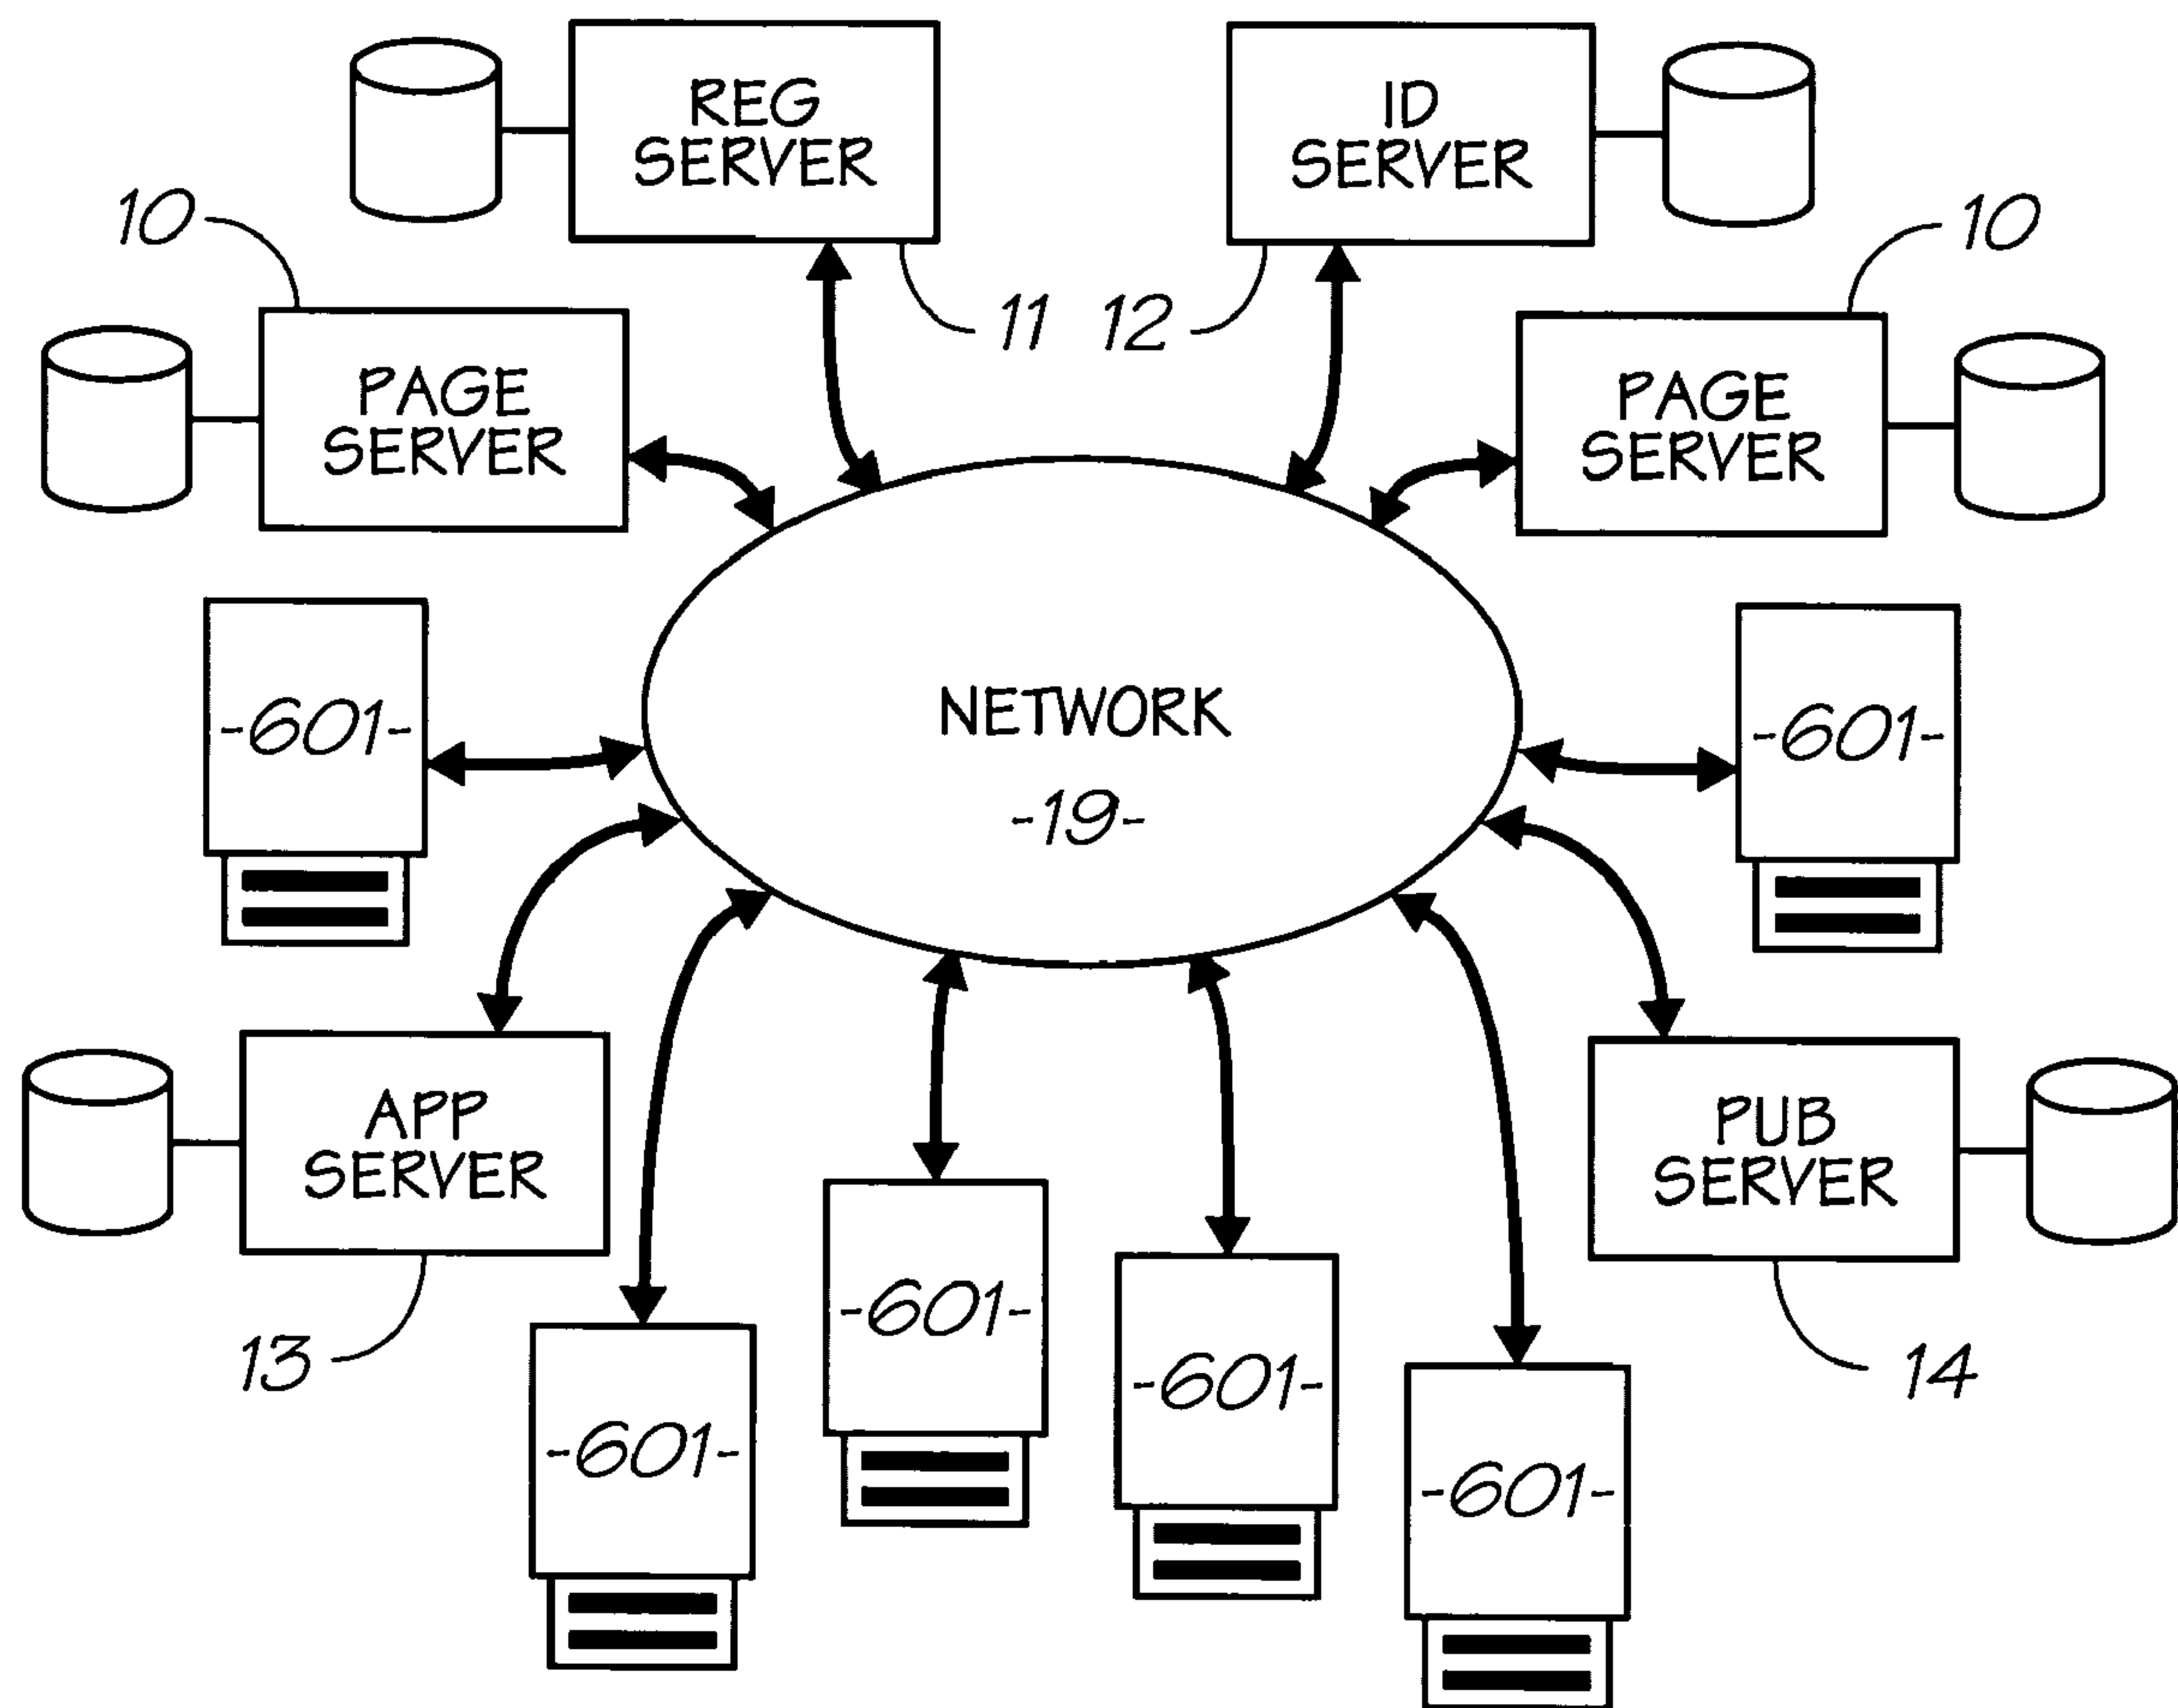 REG
SERVER
ID
SERVER
10
10
11
12
PAGE
SERVER
PAGE
SERVER
-601-
NETWORK
-19-
-601-
APP
SERVER
PUB
SERVER
13
14
-601-
-601-
-601-
-601-